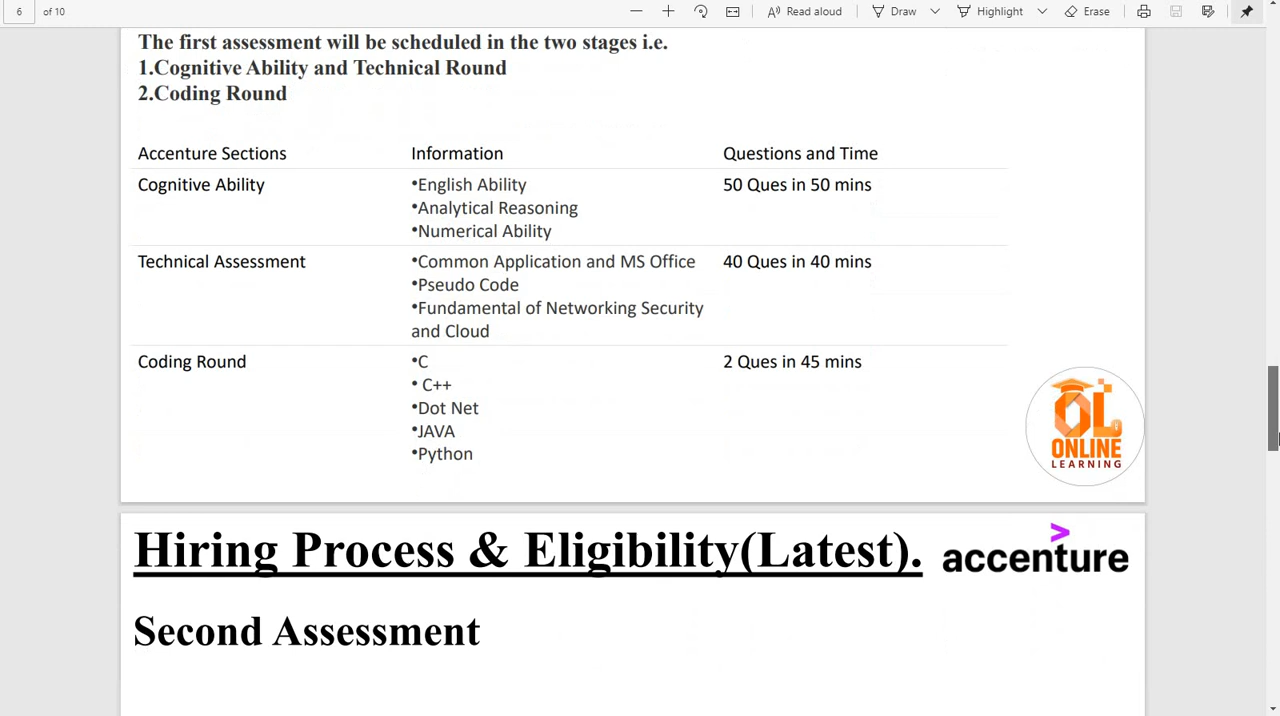 6 of 10
Read aloud
Draw
Highlight
Erase
The first assessment will be scheduled in the two stages i.e.
1.Cognitive Ability and Technical Round
2.Coding Round
Accenture Sections Information Questions and Time
Cognitive Ability •English Ability 50 Ques in 50 mins
•Analytical Reasoning
•Numerical Ability
Technical Assessment •Common Application and MS Office 40 Ques in 40 mins
•Pseudo Code
•Fundamental of Networking Security
and Cloud
Coding Round •C 2 Ques in 45 mins
• C++
•Dot Net
•JAVA
•Python
OL
ONLINE
LEARNING
Hiring Process & Eligibility(Latest).
accenture
Second Assessment